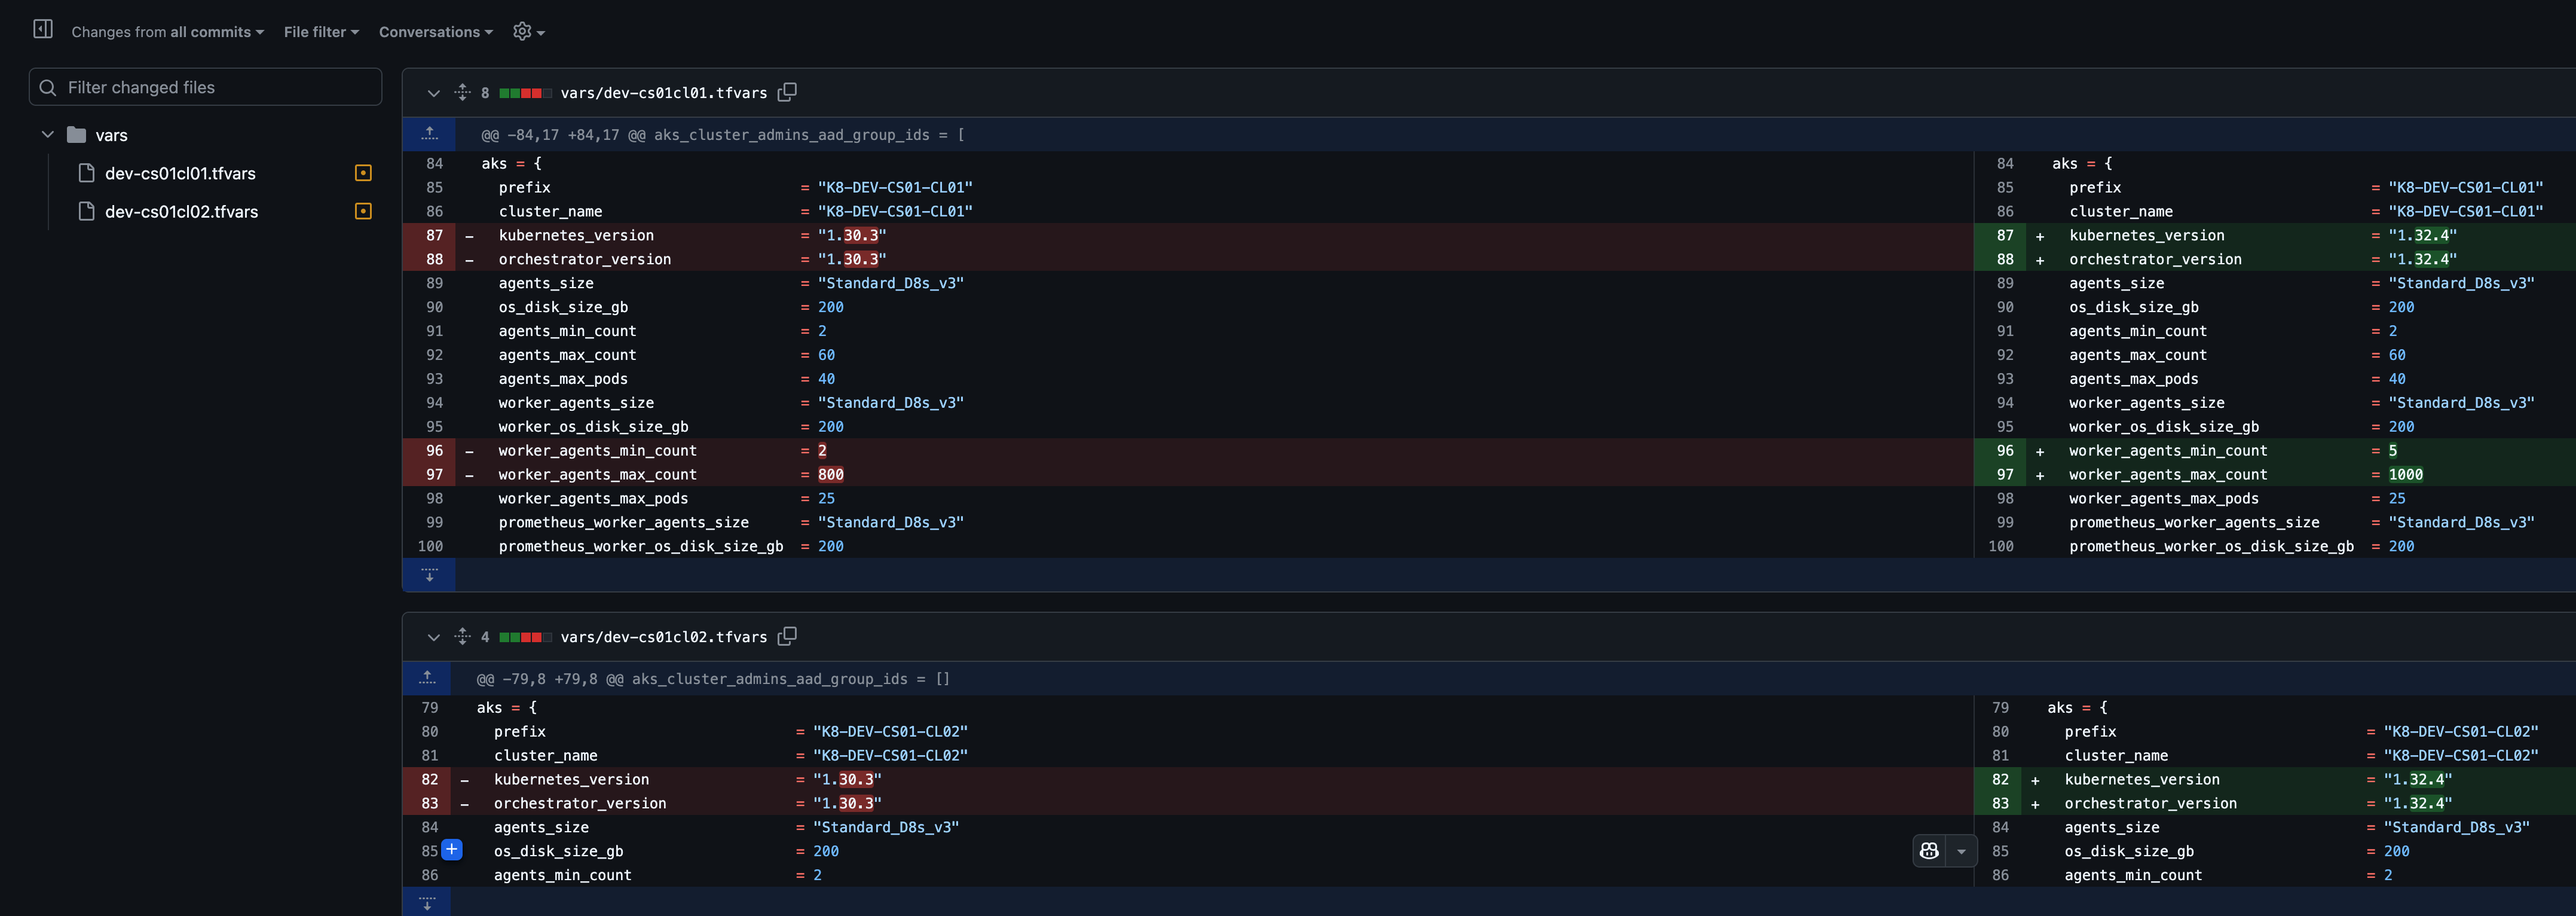 Changes from all commits File filter Conversations
Filter changed files
vars
dev-cs01cl01.tfvars
dev-cs01cl02.tfvars
8 vars/dev-cs01cl01.tfvars
@@ -84,17 +84,17 @@ aks_cluster_admins_aad_group_ids = [
84 aks = { 84 aks = {
85 prefix = "K8-DEV-CS01-CL01" 85 prefix = "K8-DEV-CS01-CL01"
86 cluster_name = "K8-DEV-CS01-CL01" 86 cluster_name = "K8-DEV-CS01-CL01"
87 - kubernetes_version = "1.30.3" 87 + kubernetes_version = "1.32.4"
88 - orchestrator_version = "1.30.3" 88 + orchestrator_version = "1.32.4"
89 agents_size = "Standard_D8s_v3" 89 agents_size = "Standard_D8s_v3"
90 os_disk_size_gb = 200 90 os_disk_size_gb = 200
91 agents_min_count = 2 91 agents_min_count = 2
92 agents_max_count = 60 92 agents_max_count = 60
93 agents_max_pods = 40 93 agents_max_pods = 40
94 worker_agents_size = "Standard_D8s_v3" 94 worker_agents_size = "Standard_D8s_v3"
95 worker_os_disk_size_gb = 200 95 worker_os_disk_size_gb = 200
96 - worker_agents_min_count = 2 96 + worker_agents_min_count = 5
97 - worker_agents_max_count = 800 97 + worker_agents_max_count = 1000
98 worker_agents_max_pods = 25 98 worker_agents_max_pods = 25
99 prometheus_worker_agents_size = "Standard_D8s_v3" 99 prometheus_worker_agents_size = "Standard_D8s_v3"
100 prometheus_worker_os_disk_size_gb = 200 100 prometheus_worker_os_disk_size_gb = 200
4 vars/dev-cs01cl02.tfvars
@@ -79,8 +79,8 @@ aks_cluster_admins_aad_group_ids = []
79 aks = { 79 aks = {
80 prefix = "K8-DEV-CS01-CL02" 80 prefix = "K8-DEV-CS01-CL02"
81 cluster_name = "K8-DEV-CS01-CL02" 81 cluster_name = "K8-DEV-CS01-CL02"
82 - kubernetes_version = "1.30.3" 82 + kubernetes_version = "1.32.4"
83 - orchestrator_version = "1.30.3" 83 + orchestrator_version = "1.32.4"
84 agents_size = "Standard_D8s_v3" 84 agents_size = "Standard_D8s_v3"
85 os_disk_size_gb = 200 85 os_disk_size_gb = 200
86 agents_min_count = 2 86 agents_min_count = 2